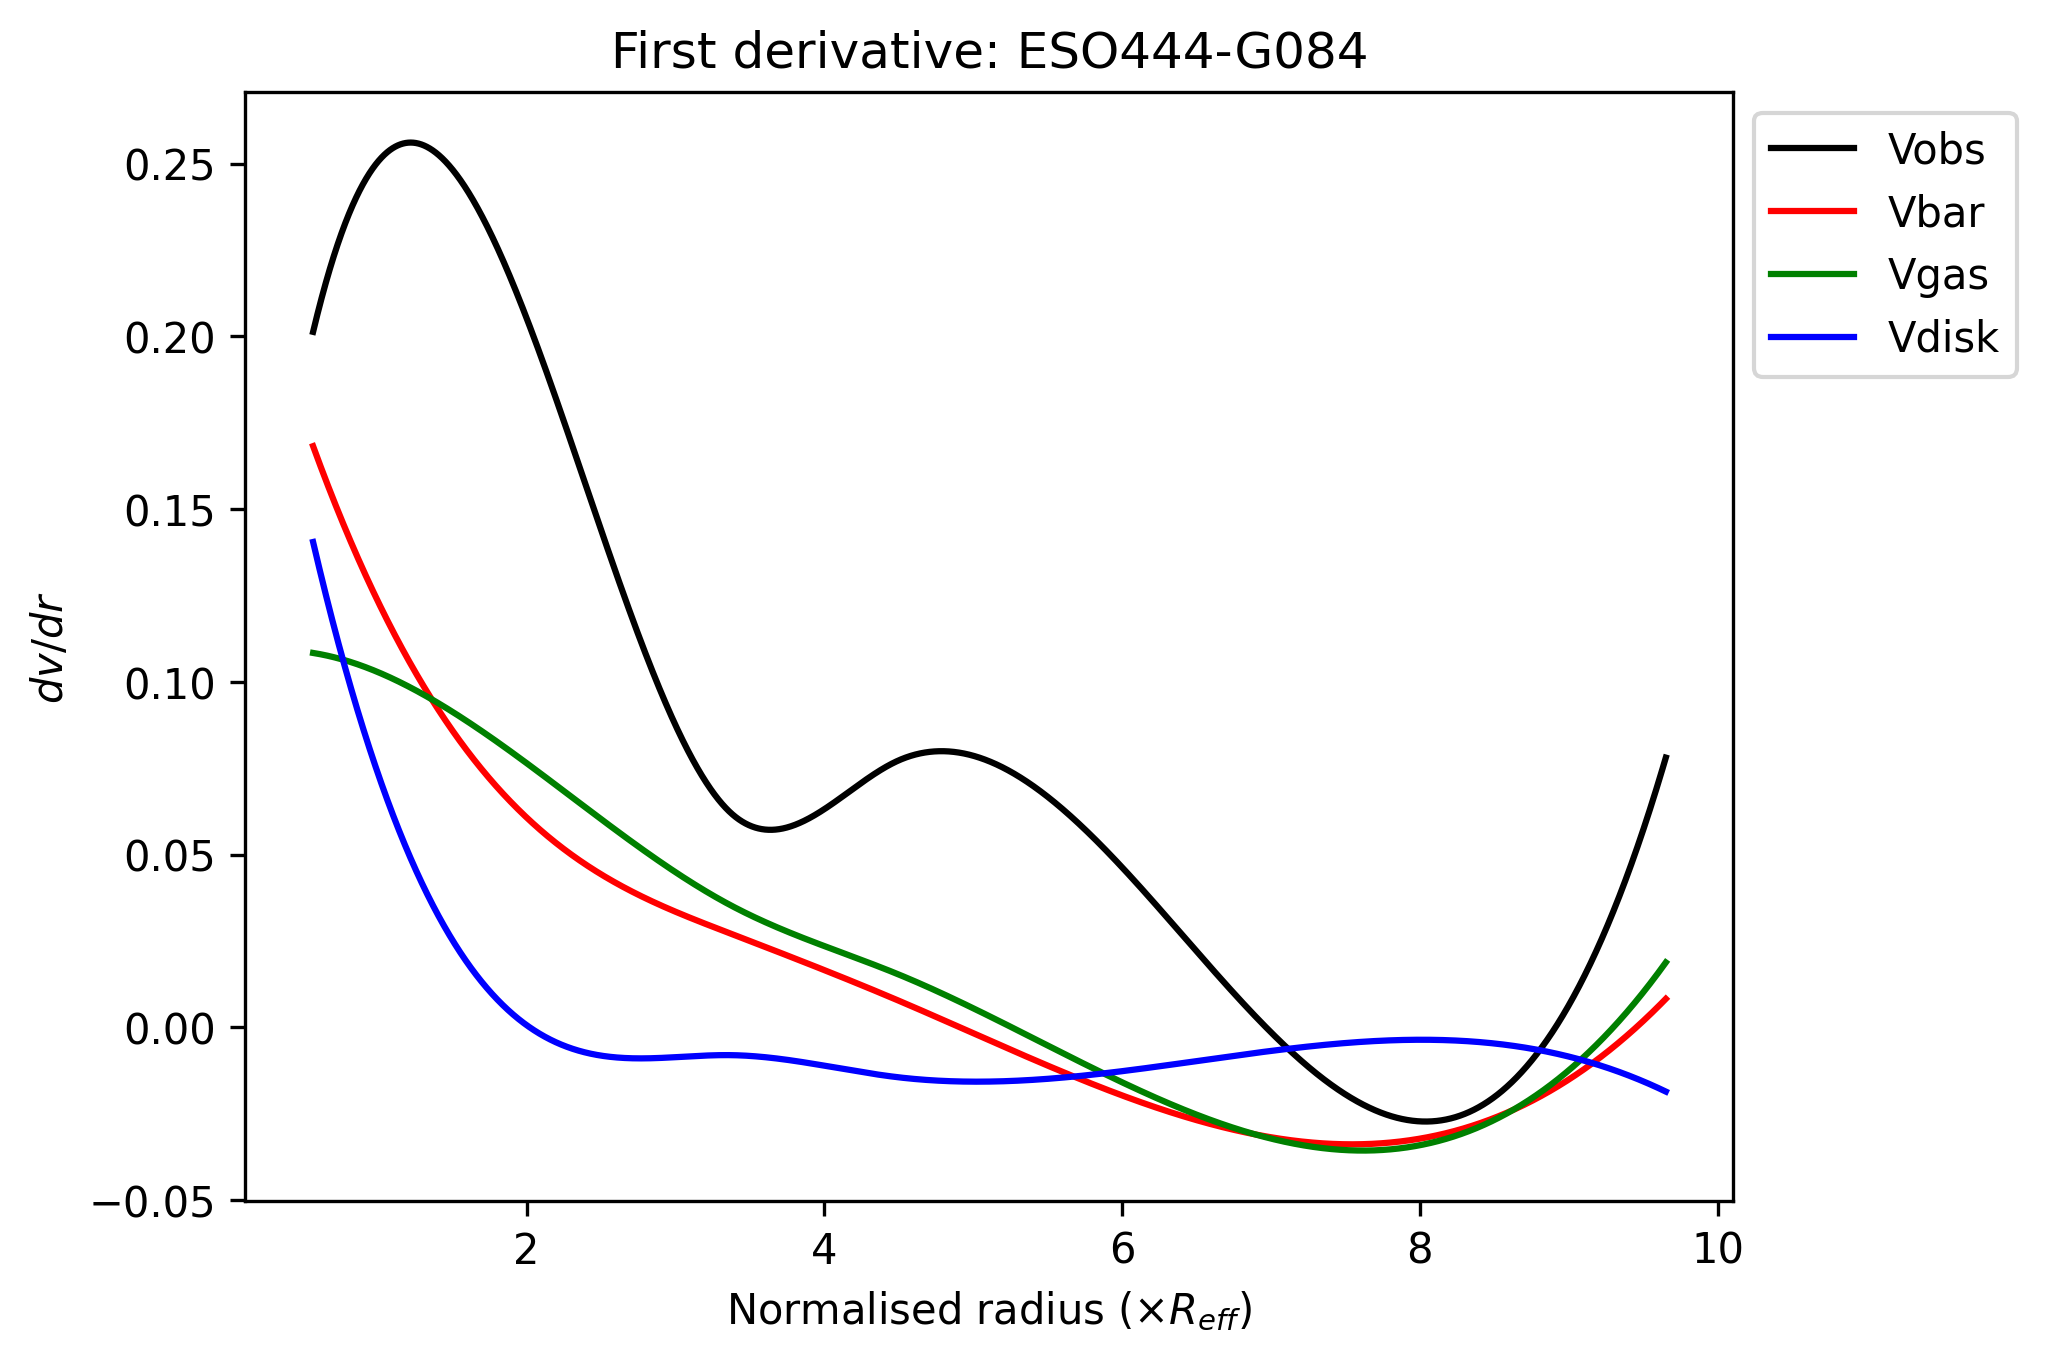 First derivative: ESO444-G084
Vobs
Vbar
Vgas
Vdisk
0.25
0.20
0.15
0.10
0.05
0.00
−0.05
dv/dr
2 4 6 8 10
Normalised radius (×R_eff)